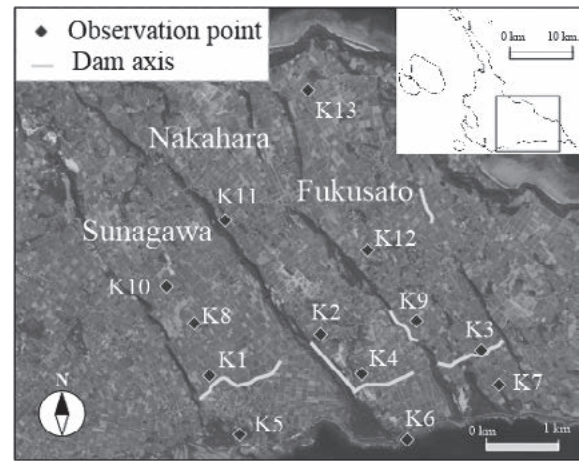 Observation point
Dam axis
0 km 10 km
K13
Nakahara
Fukusato
K11
Sunagawa
K12
K10
K8
K2
K9
K3
K1
K4
K7
N
K5
K6
0 km 1 km